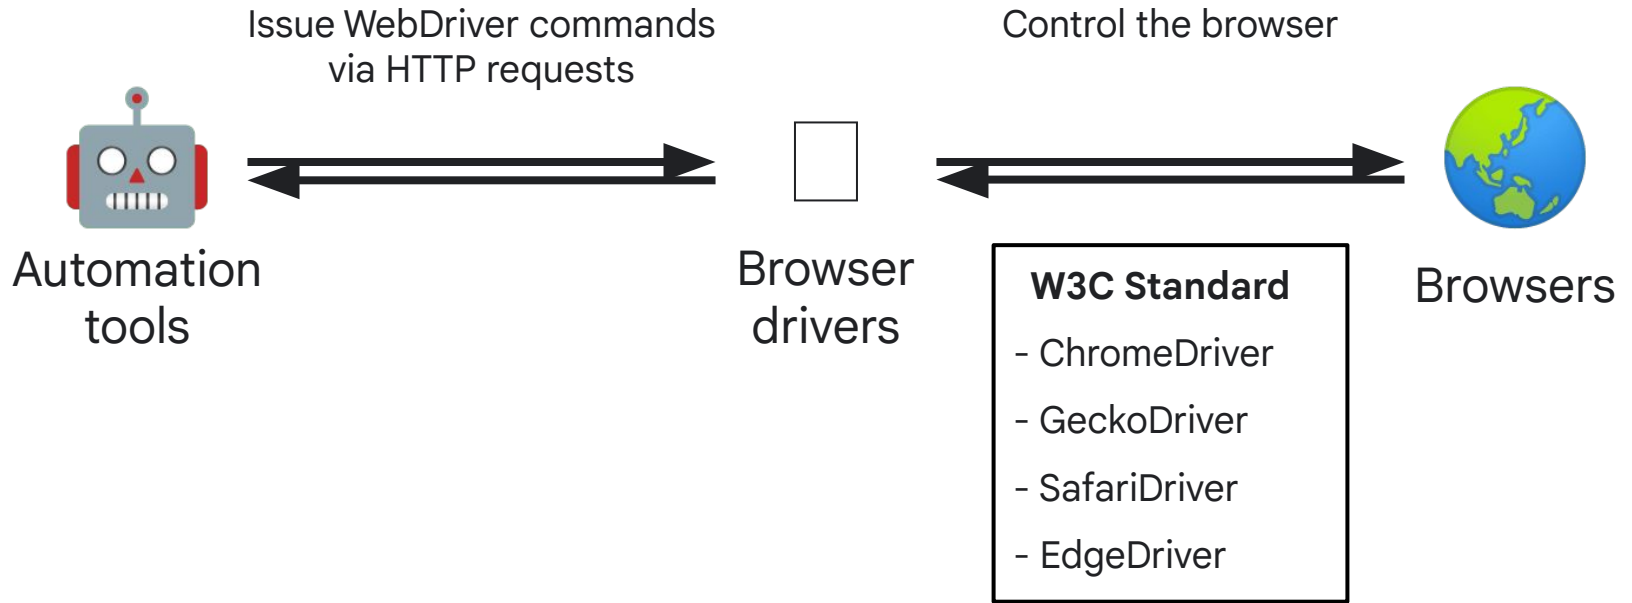 Issue WebDriver commands
via HTTP requests
Control the browser
Automation
tools
Browser
drivers
W3C Standard
- ChromeDriver
- GeckoDriver
- SafariDriver
- EdgeDriver
Browsers